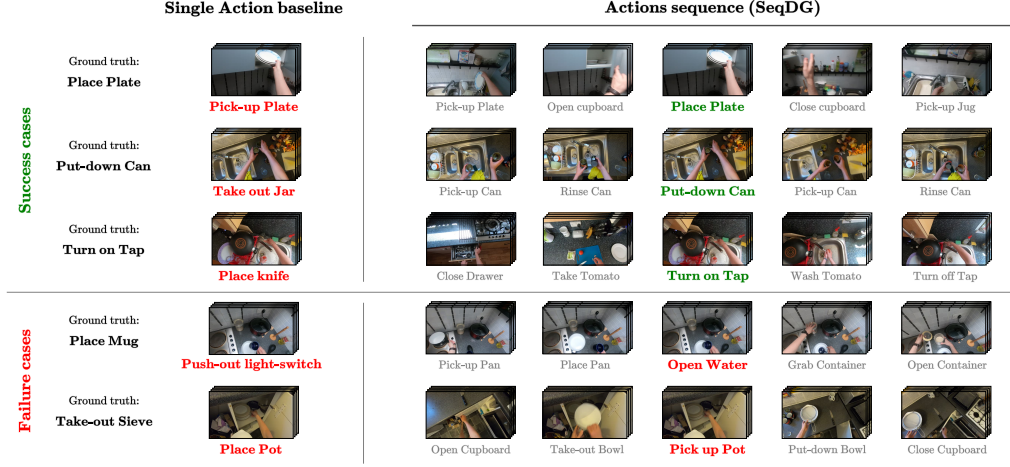 Single Action baseline
Actions sequence (SeqDG)
Success cases
Ground truth:
Place Plate
Pick-up Plate
Pick-up Plate
Open cupboard
Place Plate
Close cupboard
Pick-up Jug
Ground truth:
Put-down Can
Take out Jar
Pick-up Can
Rinse Can
Put-down Can
Pick-up Can
Rinse Can
Ground truth:
Turn on Tap
Place knife
Close Drawer
Take Tomato
Turn on Tap
Wash Tomato
Turn off Tap
Failure cases
Ground truth:
Place Mug
Push-out light-switch
Pick-up Pan
Place Pan
Open Water
Grab Container
Open Container
Ground truth:
Take-out Sieve
Place Pot
Open Cupboard
Take-out Bowl
Pick up Pot
Put-down Bowl
Close Cupboard